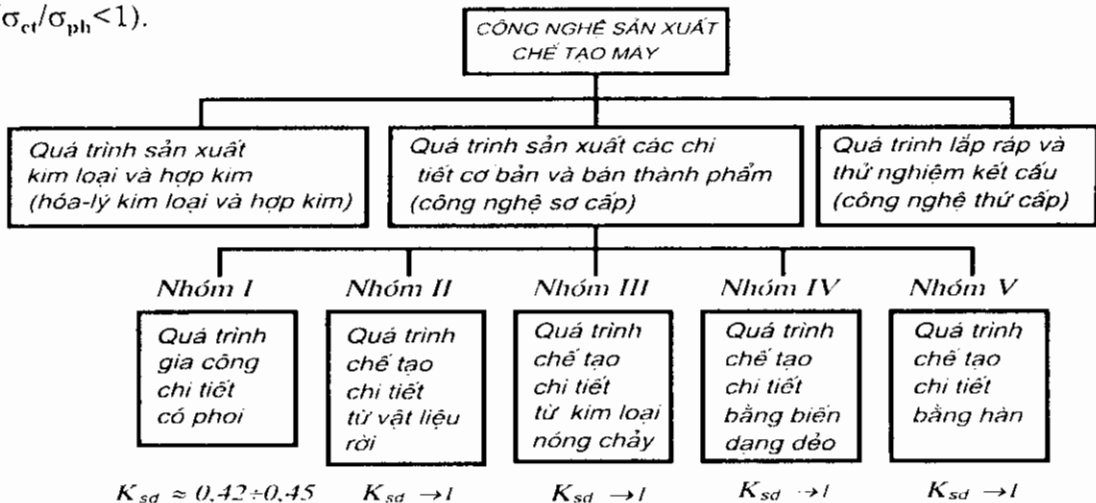 σct/σph<1).
CÔNG NGHỆ SẢN XUẤT
CHẾ TẠO MÁY
Quá trình sản xuất
kim loại và hợp kim
(hóa-lý kim loại và hợp kim)
Quá trình sản xuất các chi
tiết cơ bản và bán thành phẩm
(công nghệ sơ cấp)
Quá trình lắp ráp và
thử nghiệm kết cấu
(công nghệ thứ cấp)
Nhóm I
Nhóm II
Nhóm III
Nhóm IV
Nhóm V
Quá trình
gia công
chi tiết
có phoi
Quá trình
chế tạo
chi tiết
từ vật liệu
rời
Quá trình
chế tạo
chi tiết
từ kim loại
nóng chảy
Quá trình
chế tạo
chi tiết
bằng biến
dạng dẻo
Quá trình
chế tạo
chi tiết
bằng hàn
Ksd ≈ 0,42÷0,45
Ksd →1
Ksd →1
Ksd →1
Ksd →1